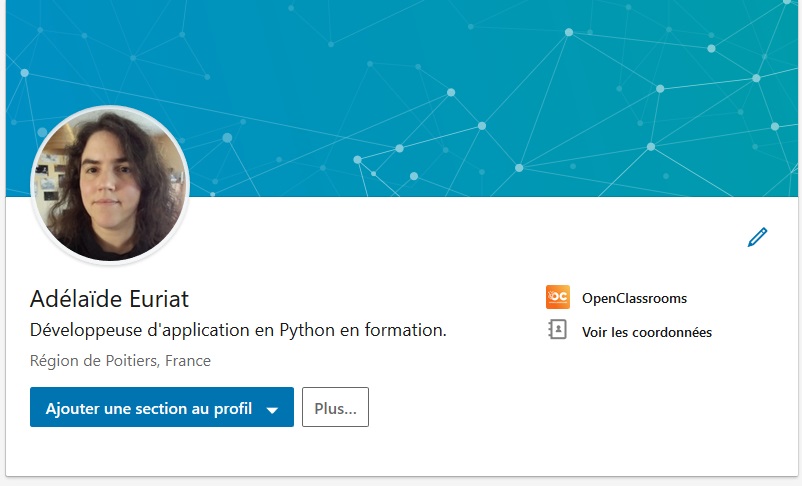 Adélaïde Euriat
Développeuse d'application en Python en formation.
Région de Poitiers, France
Ajouter une section au profil
Plus...
OC
OpenClassrooms
Voir les coordonnées